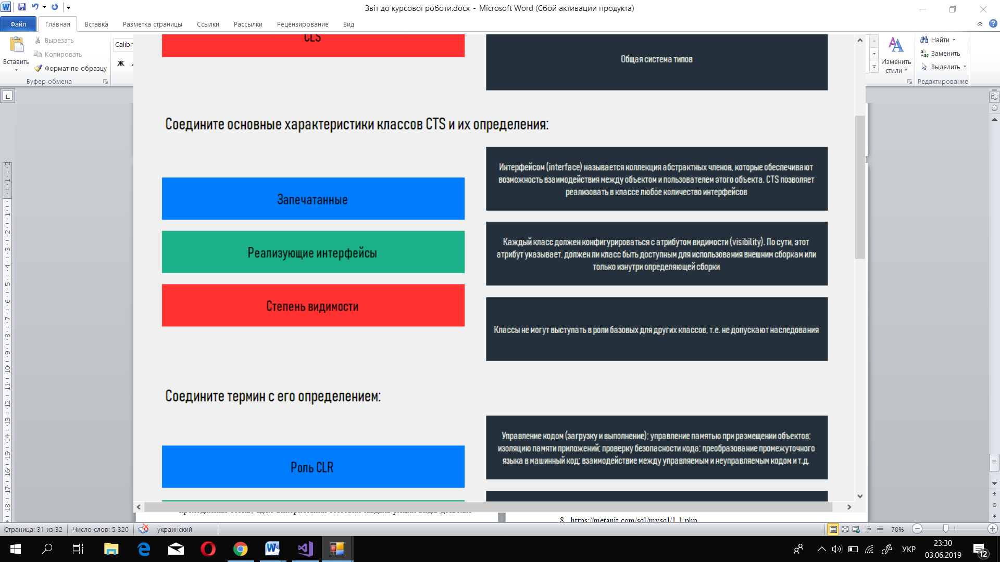 Звіт до курсової роботи.docx - Microsoft Word (Сбой активации продукта)
Файл
Главная
Вставка
Разметка страницы
Ссылки
Рассылки
Рецензирование
Вид
Вставить
Вырезать
Копировать
Формат по образцу
Буфер обмена
Calibr
Ж
Изменить
стили
Найти
Заменить
Выделить
Редактирование
CLS
Общая система типов
Соедините основные характеристики классов CTS и их определения:
Запечатанные
Реализующие интерфейсы
Степень видимости
Интерфейсом (interface) называется коллекция абстрактных членов, которые обеспечивают
возможность взаимодействия между объектом и пользователем этого объекта. CTS позволяет
реализовать в классе любое количество интерфейсов
Каждый класс должен конфигурироваться с атрибутом видимости (visibility). По сути, этот
атрибут указывает, должен ли класс быть доступным для использования внешним сборкам или
только изнутри определяющей сборки
Классы не могут выступать в роли базовых для других классов, т.е. не допускают наследования
Соедините термин с его определением:
Роль CLR
Управление кодом (загрузку и выполнение); управление памятью при размещении объектов;
изоляцию памяти приложений; проверку безопасности кода; преобразование промежуточного
языка в машинный код; взаимодействие между управляемым и неуправляемым кодом и т.д.
8. https://metanit.com/sql/mysql/1.1.php
Страница: 31 из 32
Число слов: 5 320
украинский
70%
УКР
23:30
03.06.2019
12